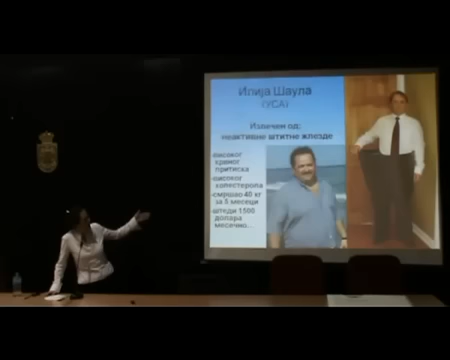 Илија Шаула
(УСА)
Излечен од:
неактивне штитне жлезде
-високог
крвног
притиска
-високог
холестерола
-смршао 40 кг
за 5 месеци
-штеди 1500
долара
месечно...